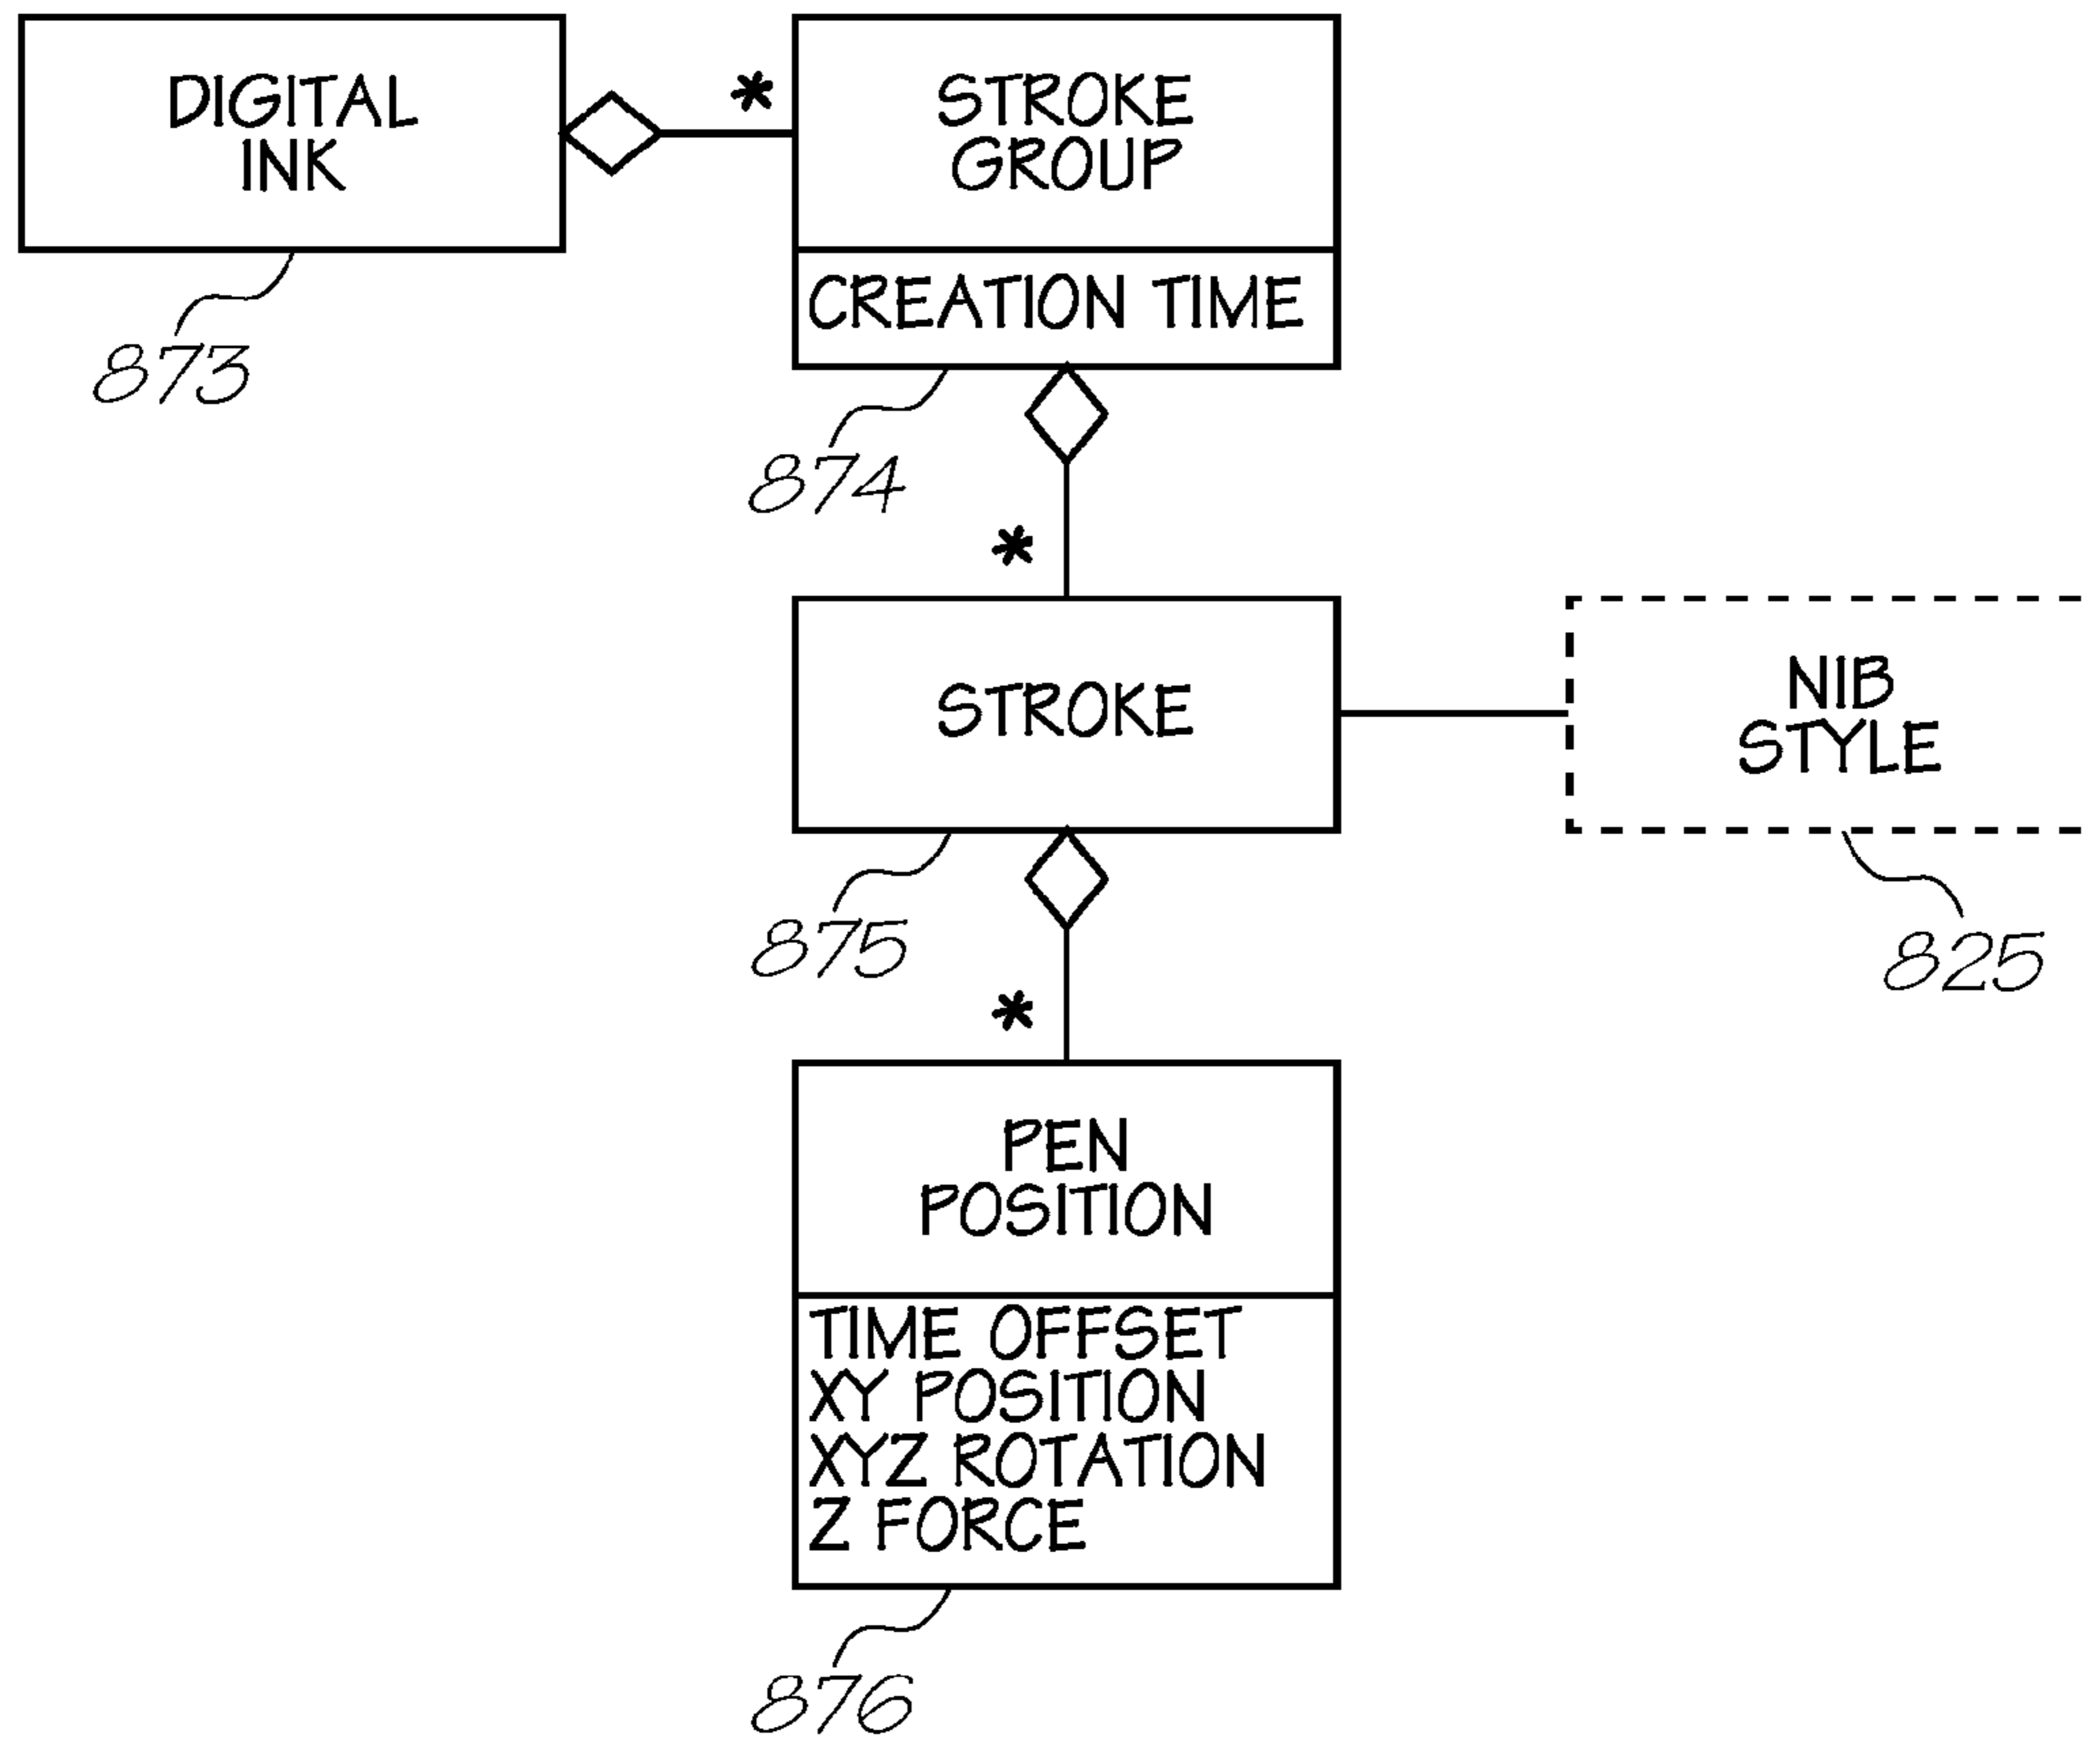 DIGITAL
INK
*
STROKE
GROUP
CREATION TIME
873
874
*
STROKE
NIB
STYLE
875
825
*
PEN
POSITION
TIME OFFSET
XY POSITION
XYZ ROTATION
Z FORCE
876